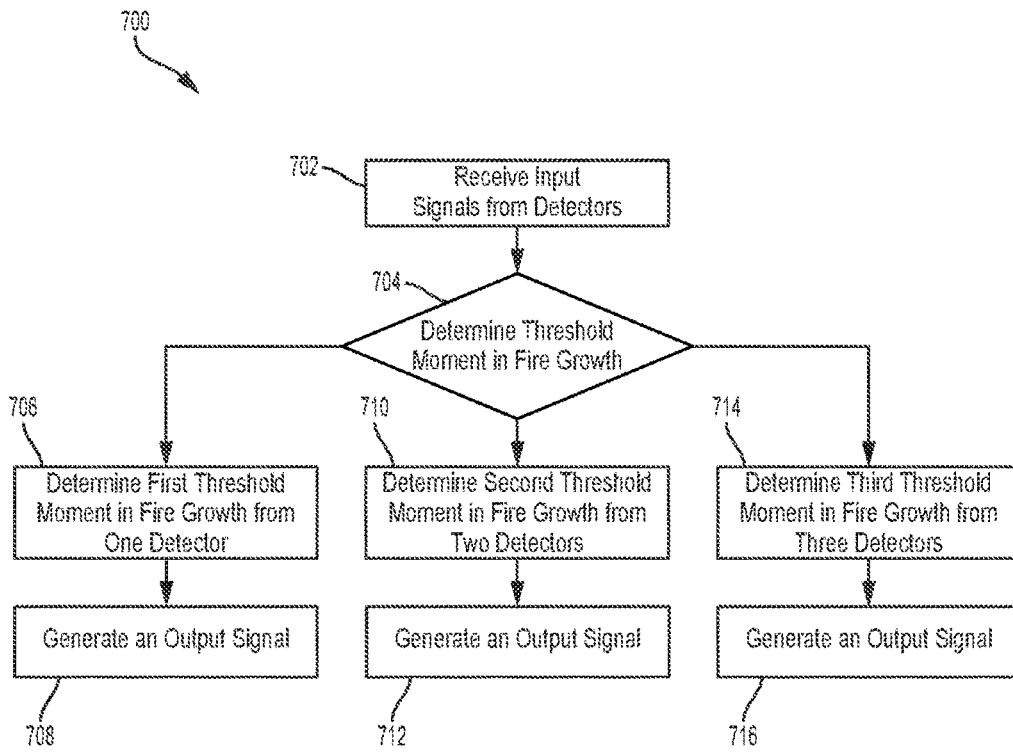 700
702
Receive Input
Signals from Detectors
704
Determine Threshold
Moment in Fire Growth
706
Determine First Threshold
Moment in Fire Growth from
One Detector
710
Determine Second Threshold
Moment in Fire Growth from
Two Detectors
714
Determine Third Threshold
Moment in Fire Growth from
Three Detectors
Generate an Output Signal
708
Generate an Output Signal
712
Generate an Output Signal
716